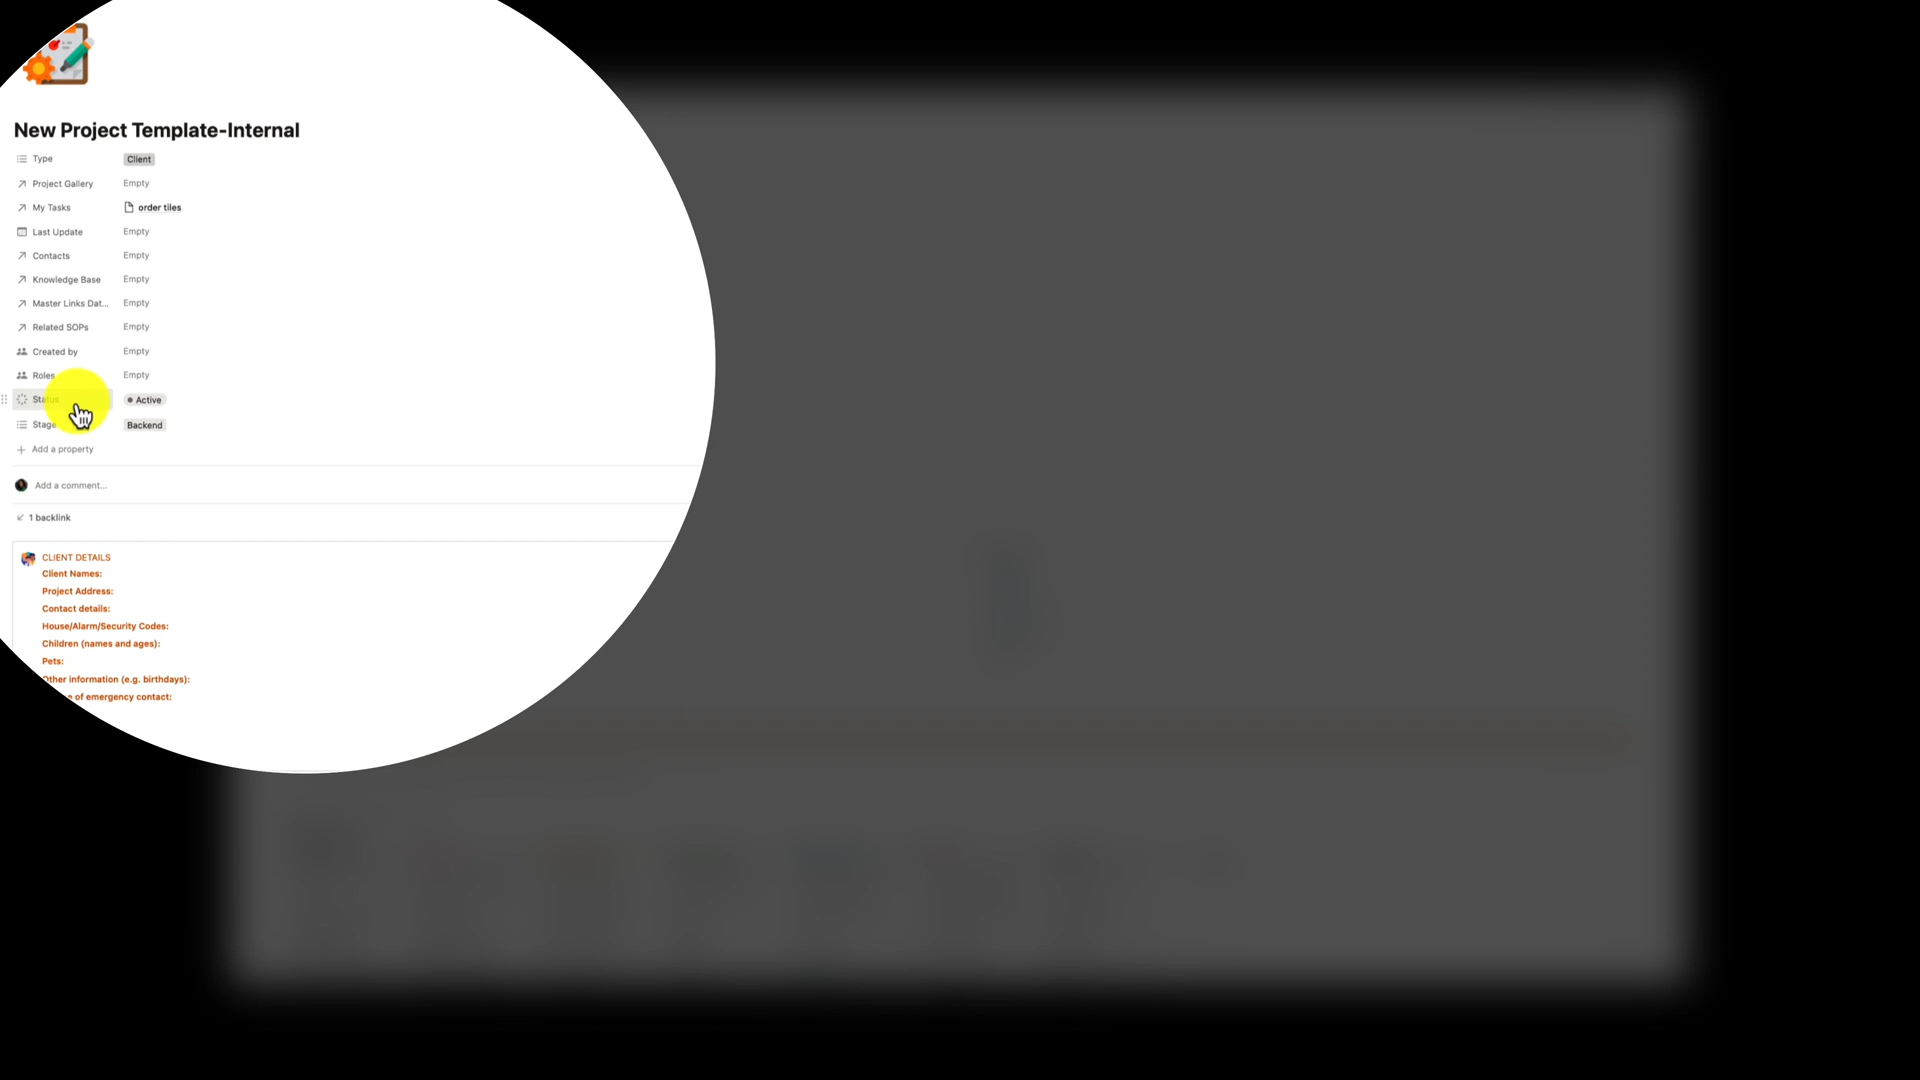 New Project Template-Internal
Type Client
Project Gallery Empty
My Tasks order tiles
Last Update Empty
Contacts Empty
Knowledge Base Empty
Master Links Dat... Empty
Related SOPs Empty
Created by Empty
Roles Empty
Status Active
Stage Backend
Add a property
Add a comment...
1 backlink
CLIENT DETAILS
Client Names:
Project Address:
Contact details:
House/Alarm/Security Codes:
Children (names and ages):
Pets:
Other information (e.g. birthdays):
of emergency contact: